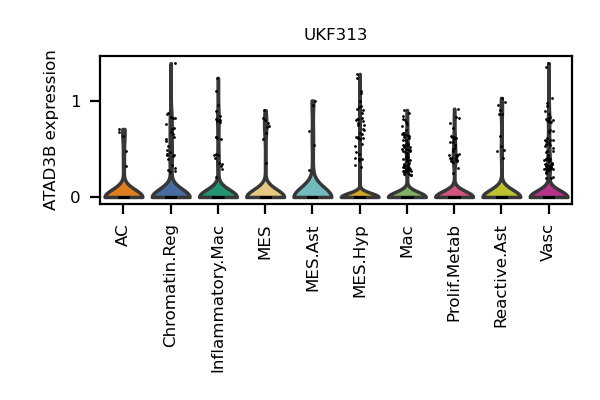 UKF313
ATAD3B expression
1
0
AC
Chromatin.Reg
Inflammatory.Mac
MES
MES.Ast
MES.Hyp
Mac
Prolif.Metab
Reactive.Ast
Vasc